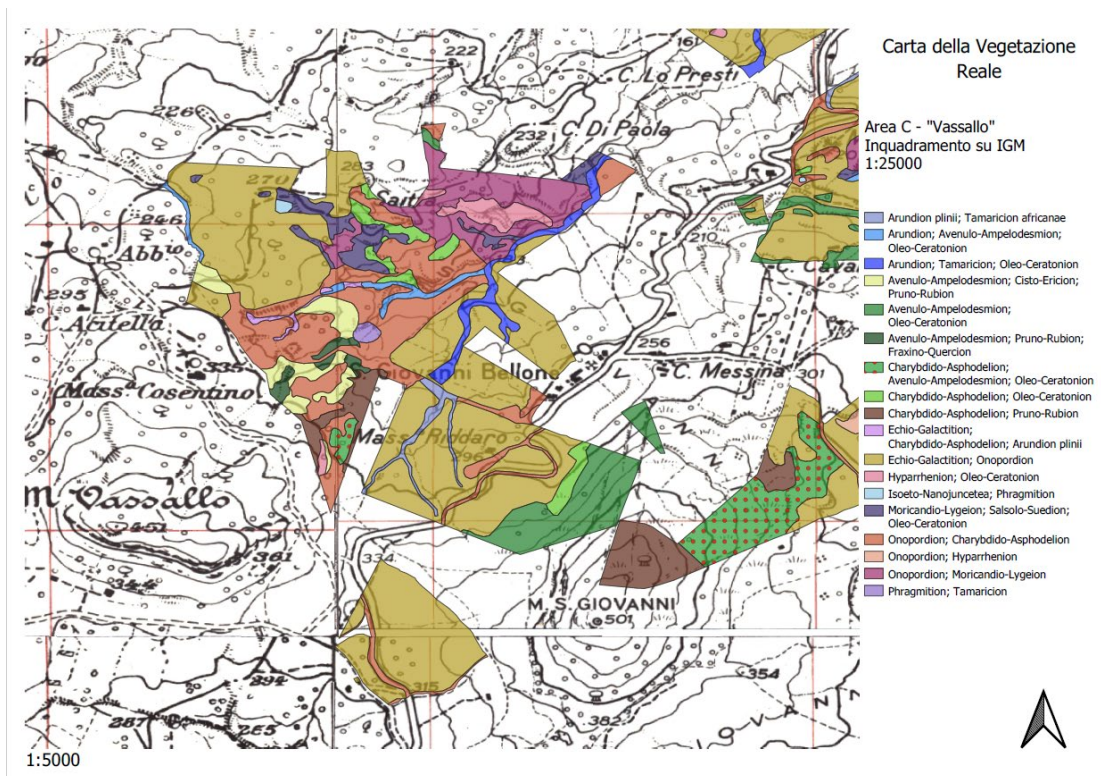 Carta della Vegetazione
Reale
Area C - "Vassallo"
Inquadramento su IGM
1:25000
Arundion plinii; Tamaricion africanae
Arundion; Avenulo-Ampelodesmion;
Oleo-Ceratonion
Arundion; Tamaricion; Oleo-Ceratonion
Avenulo-Ampelodesmion; Cisto-Ericion;
Pruno-Rubion
Avenulo-Ampelodesmion;
Oleo-Ceratonion
Avenulo-Ampelodesmion; Pruno-Rubion;
Fraxino-Quercion
Charybdido-Asphodelion;
Avenulo-Ampelodesmion; Oleo-Ceratonion
Charybdido-Asphodelion; Oleo-Ceratonion
Charybdido-Asphodelion; Pruno-Rubion
Echio-Galactition;
Charybdido-Asphodelion; Arundion plinii
Echio-Galactition; Onopordion
Hyparrhenion; Oleo-Ceratonion
Isoeto-Nanojuncetea; Phragmition
Moricandio-Lygeion; Salsolo-Suedion;
Oleo-Ceratonion
Onopordion; Charybdido-Asphodelion
Onopordion; Hyparrhenion
Onopordion; Moricandio-Lygeion
Phragmition; Tamaricion
222
161
C. Lo Presti
226
232
C. Di Paola
283
270
Saitta
246
Abb.io
210
295
C. Acitella
335
256
S. Giovanni Bellone
C. Messina
301
Mass.a Cosentino
Mass. Riddaro
M. Vassallo
451
361
344
334
M. S. GIOVANNI
501
294
315
354
287
265
382
1:5000